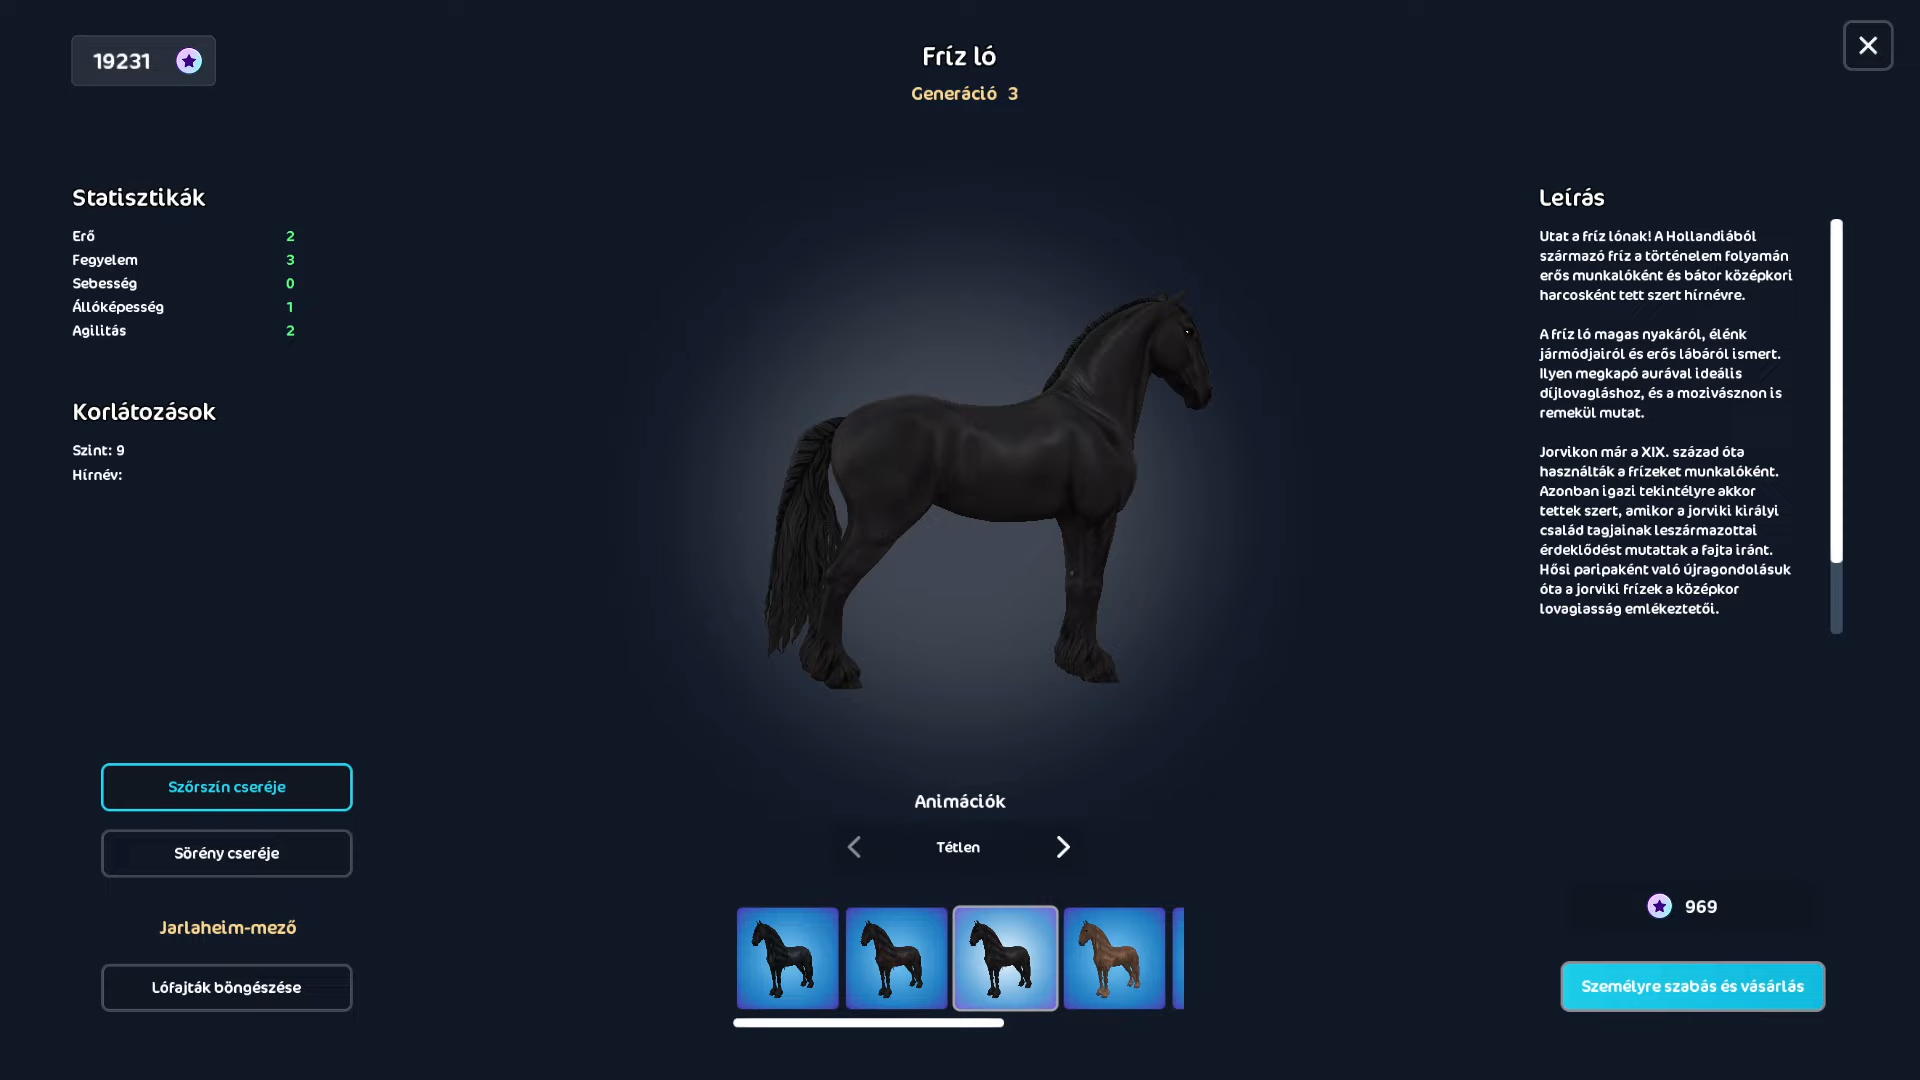 19231
Fríz ló
Generáció 3
Statisztikák
Erő 2
Fegyelem 3
Sebesség 0
Állóképesség 1
Agilitás 2
Korlátozások
Szint: 9
Hírnév:
Leírás
Utat a fríz lónak! A Hollandiából
származó fríz a történelem folyamán
erős munkalóként és bátor középkori
harcosként tett szert hírnévre.
A fríz ló magas nyakáról, élénk
jármódjairól és erős lábáról ismert.
Ilyen megkapó aurával ideális
díjlovagláshoz, és a mozivásznon is
remekül mutat.
Jorvikon már a XIX. század óta
használták a frízeket munkalóként.
Azonban igazi tekintélyre akkor
tettek szert, amikor a jorviki királyi
család tagjainak leszármazottai
érdeklődést mutattak a fajta iránt.
Hősi paripaként való újragondolásuk
óta a jorviki frízek a középkor
lovagiasság emlékeztetői.
Szőrszín cseréje
Sörény cseréje
Jarlaheim-mező
Lófajták böngészése
Animációk
Tétlen
969
Személyre szabás és vásárlás